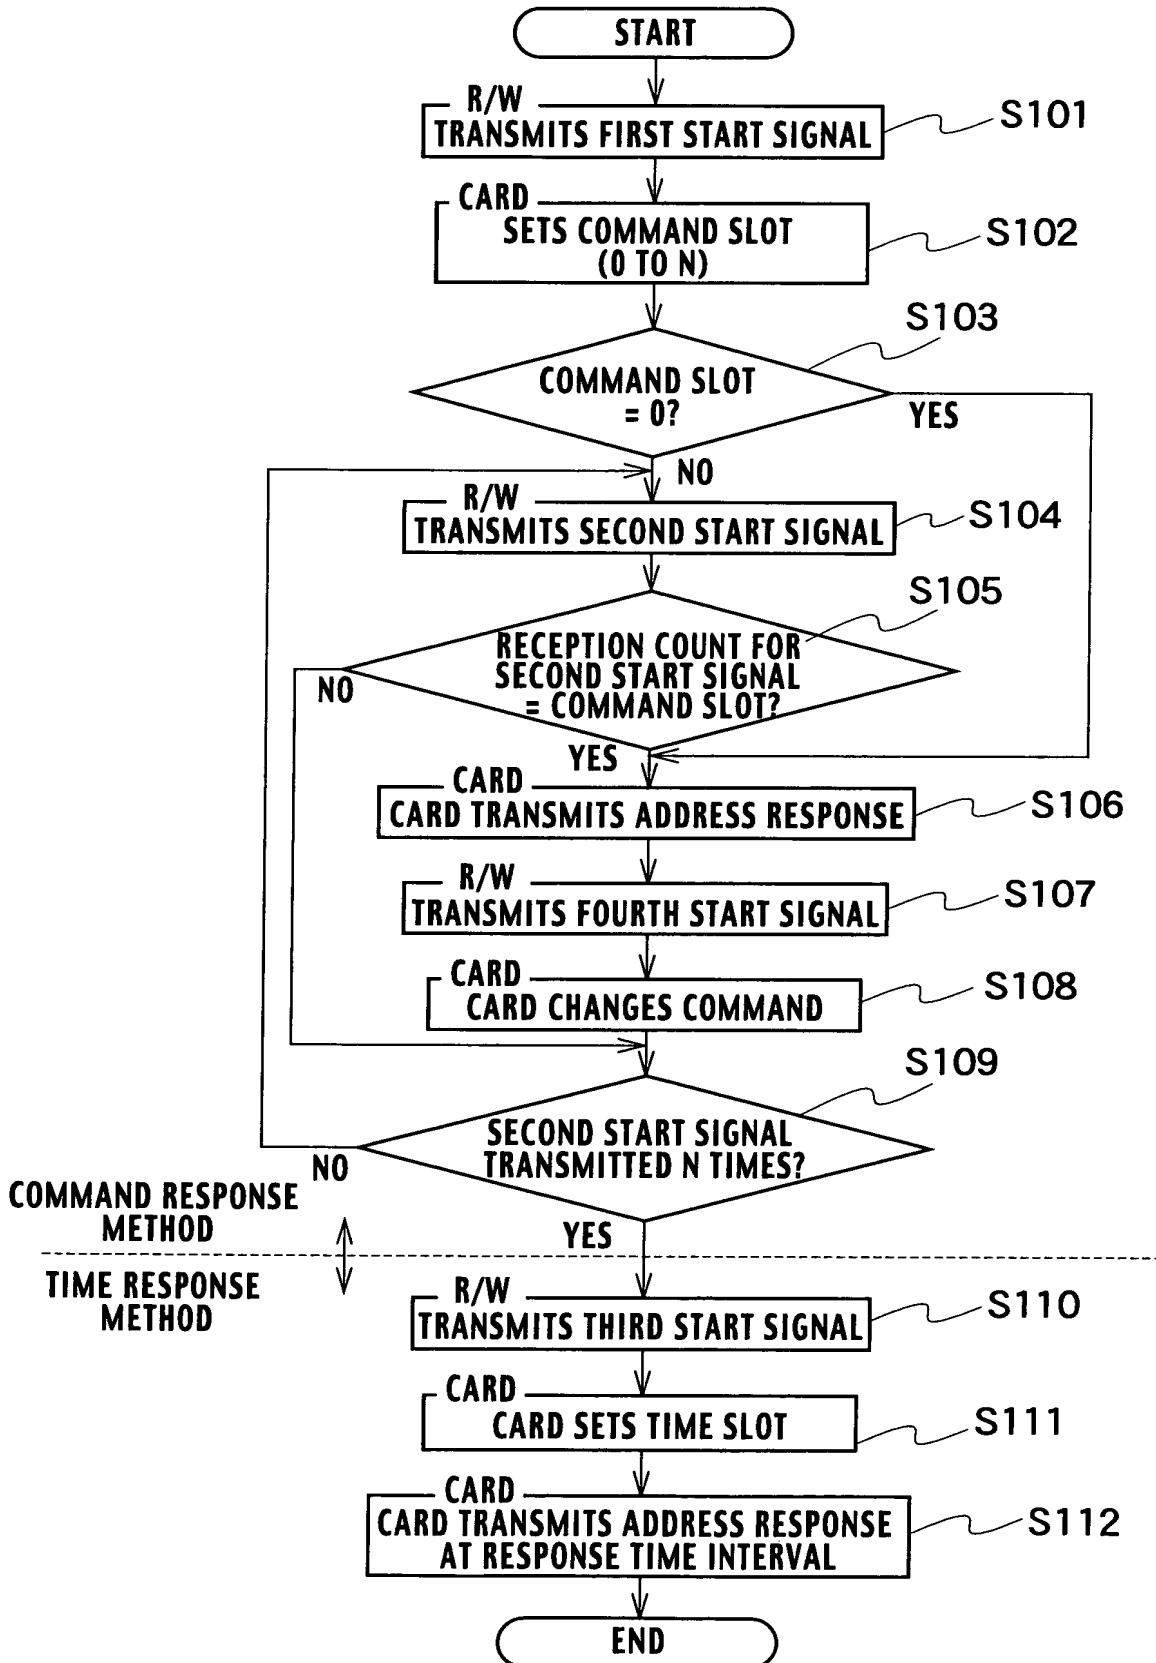 START
R/W
TRANSMITS FIRST START SIGNAL
S101
CARD
SETS COMMAND SLOT
(0 TO N)
S102
S103
COMMAND SLOT
= 0?
YES
NO
R/W
TRANSMITS SECOND START SIGNAL
S104
S105
RECEPTION COUNT FOR
SECOND START SIGNAL
= COMMAND SLOT?
NO
YES
CARD
CARD TRANSMITS ADDRESS RESPONSE
S106
R/W
TRANSMITS FOURTH START SIGNAL
S107
CARD
CARD CHANGES COMMAND
S108
S109
SECOND START SIGNAL
TRANSMITTED N TIMES?
NO
COMMAND RESPONSE
METHOD
YES
TIME RESPONSE
METHOD
R/W
TRANSMITS THIRD START SIGNAL
S110
CARD
CARD SETS TIME SLOT
S111
CARD
CARD TRANSMITS ADDRESS RESPONSE
AT RESPONSE TIME INTERVAL
S112
END